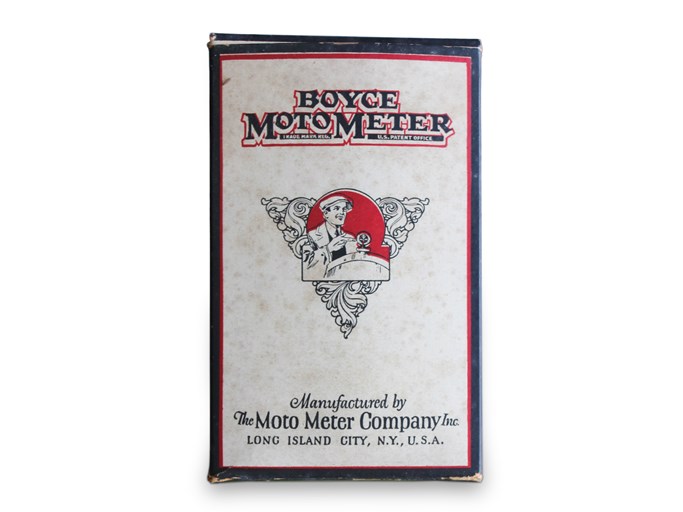 BOYCE
MOTOMETER
TRADE MARK REG. U.S. PATENT OFFICE
Manufactured by
The Moto Meter Company Inc.
LONG ISLAND CITY, N.Y., U.S.A.